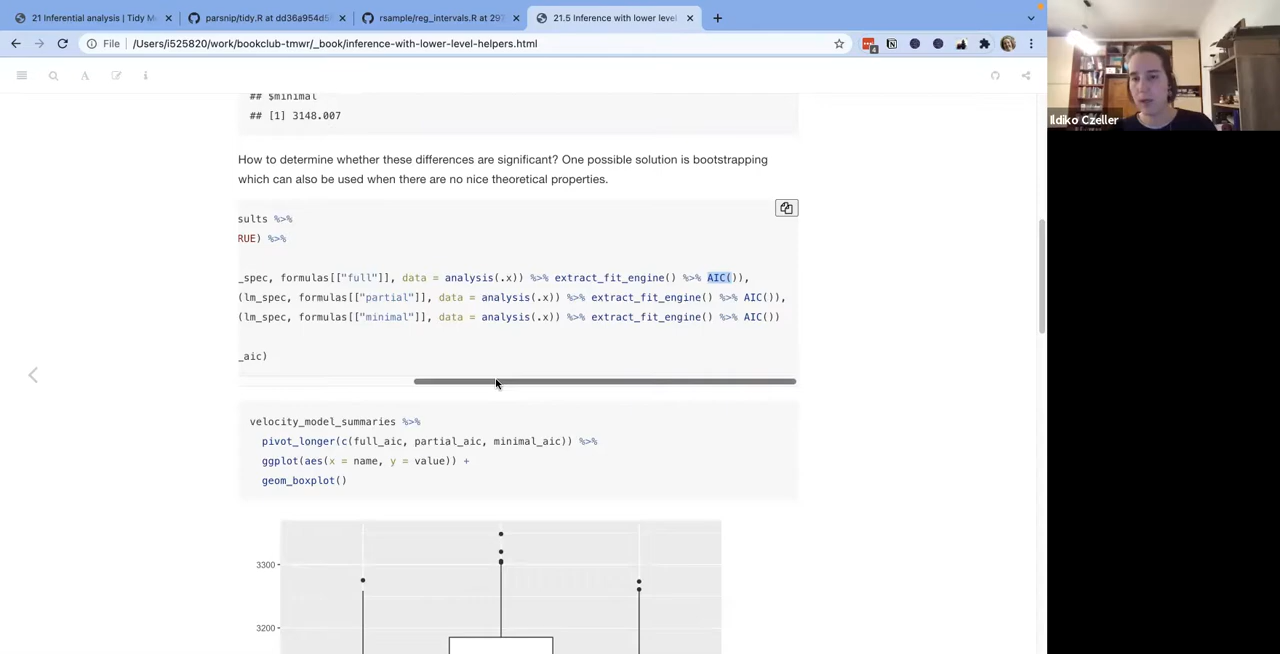 21 Inferential analysis | Tidy M
parsnip/tidy.R at dd36a954d5
rsample/reg_intervals.R at 297
21.5 Inference with lower level
File
/Users/i525820/work/bookclub-tmwr/_book/inference-with-lower-level-helpers.html
4
A
Ildiko Czeller
## $minimal
## [1] 3148.007
How to determine whether these differences are significant? One possible solution is bootstrapping
which can also be used when there are no nice theoretical properties.
sults %>%
RUE) %>%
_spec, formulas[["full"]], data = analysis(.x)) %>% extract_fit_engine() %>% AIC()),
(lm_spec, formulas[["partial"]], data = analysis(.x)) %>% extract_fit_engine() %>% AIC()),
(lm_spec, formulas[["minimal"]], data = analysis(.x)) %>% extract_fit_engine() %>% AIC())
_aic)
velocity_model_summaries %>%
pivot_longer(c(full_aic, partial_aic, minimal_aic)) %>%
ggplot(aes(x = name, y = value)) +
geom_boxplot()
3300
3200